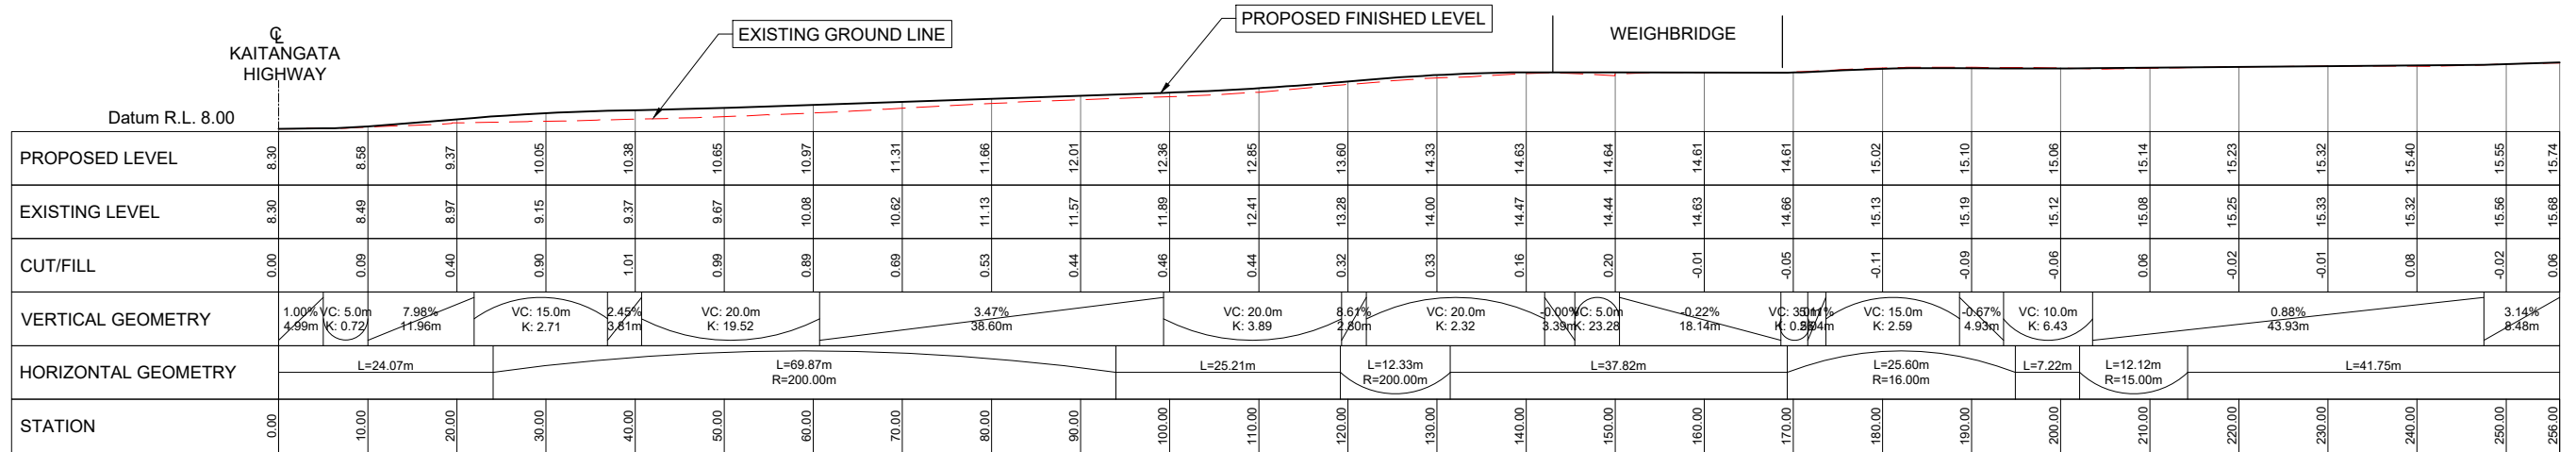 ℄
KAITANGATA
HIGHWAY
EXISTING GROUND LINE
PROPOSED FINISHED LEVEL
WEIGHBRIDGE
Datum R.L. 8.00
PROPOSED LEVEL 8.30 8.58 9.37 10.05 10.38 10.65 10.97 11.31 11.66 12.01 12.36 12.85 13.60 14.33 14.63 14.64 14.61 14.61 15.02 15.10 15.06 15.14 15.23 15.32 15.40 15.55 15.74
EXISTING LEVEL 8.30 8.49 8.97 9.15 9.37 9.67 10.08 10.62 11.13 11.57 11.89 12.41 13.28 14.00 14.47 14.44 14.63 14.66 15.13 15.19 15.12 15.08 15.25 15.33 15.32 15.56 15.68
CUT/FILL 0.00 0.09 0.40 0.90 1.01 0.99 0.89 0.69 0.53 0.44 0.46 0.44 0.32 0.33 0.16 0.20 -0.01 -0.05 -0.11 -0.09 -0.06 0.06 -0.02 -0.01 0.08 -0.02 0.06
VERTICAL GEOMETRY
1.00% VC: 5.0m 7.98% VC: 15.0m 2.45% VC: 20.0m 3.47% VC: 20.0m 8.61% VC: 20.0m -0.00% VC: 5.0m -0.22% VC: 3.0m VC: 15.0m -0.67% VC: 10.0m 0.88% 3.14%
4.99m K: 0.72 11.96m K: 2.71 3.81m K: 19.52 38.60m K: 3.89 2.80m K: 2.32 3.39m K: 23.28 18.14m K: 2.59 4.93m K: 6.43 43.93m 8.48m
HORIZONTAL GEOMETRY
L=24.07m L=69.87m L=25.21m L=12.33m L=37.82m L=25.60m L=7.22m L=12.12m L=41.75m
R=200.00m R=200.00m R=16.00m R=15.00m
STATION 0.00 10.00 20.00 30.00 40.00 50.00 60.00 70.00 80.00 90.00 100.00 110.00 120.00 130.00 140.00 150.00 160.00 170.00 180.00 190.00 200.00 210.00 220.00 230.00 240.00 250.00 256.00